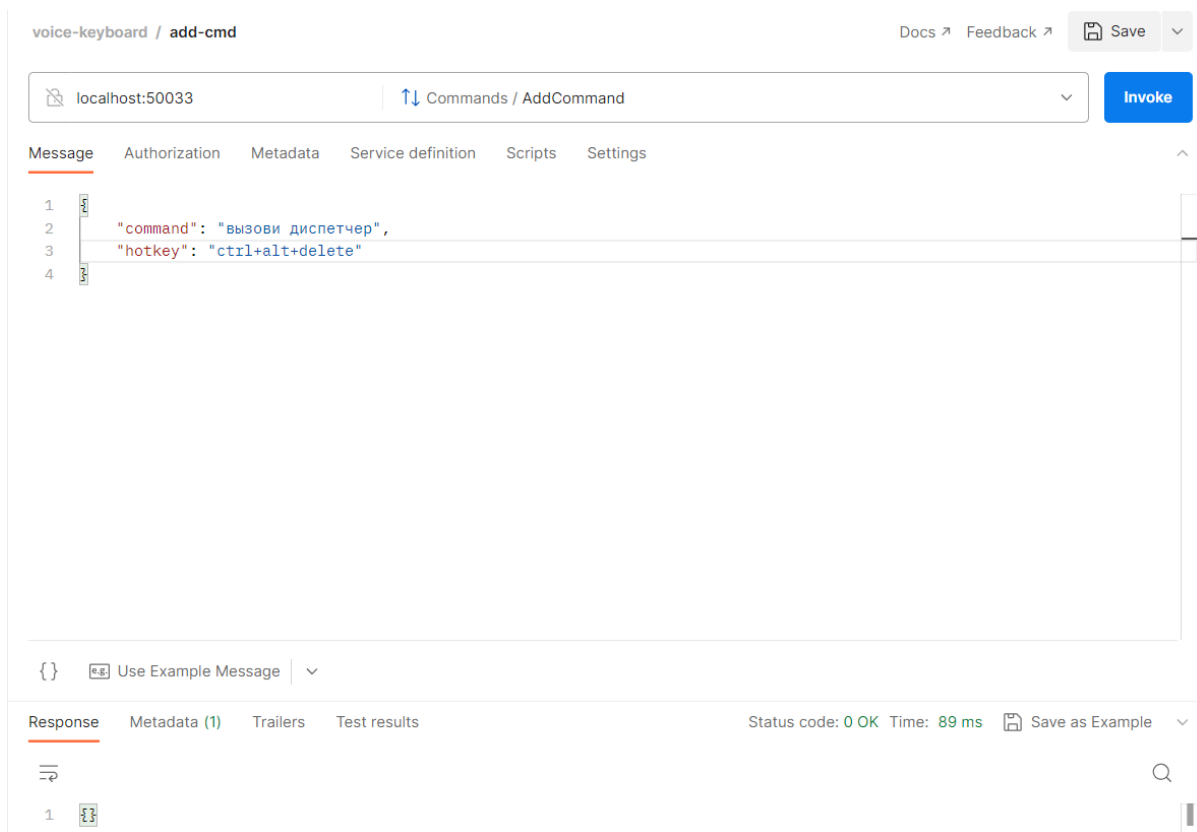 voice-keyboard / add-cmd Docs ↗ Feedback ↗ Save
localhost:50033 Commands / AddCommand Invoke
Message Authorization Metadata Service definition Scripts Settings
1 {
2 "command": "вызови диспетчер",
3 "hotkey": "ctrl+alt+delete"
4 }
{} e.g. Use Example Message
Response Metadata (1) Trailers Test results Status code: 0 OK Time: 89 ms Save as Example
1 {}